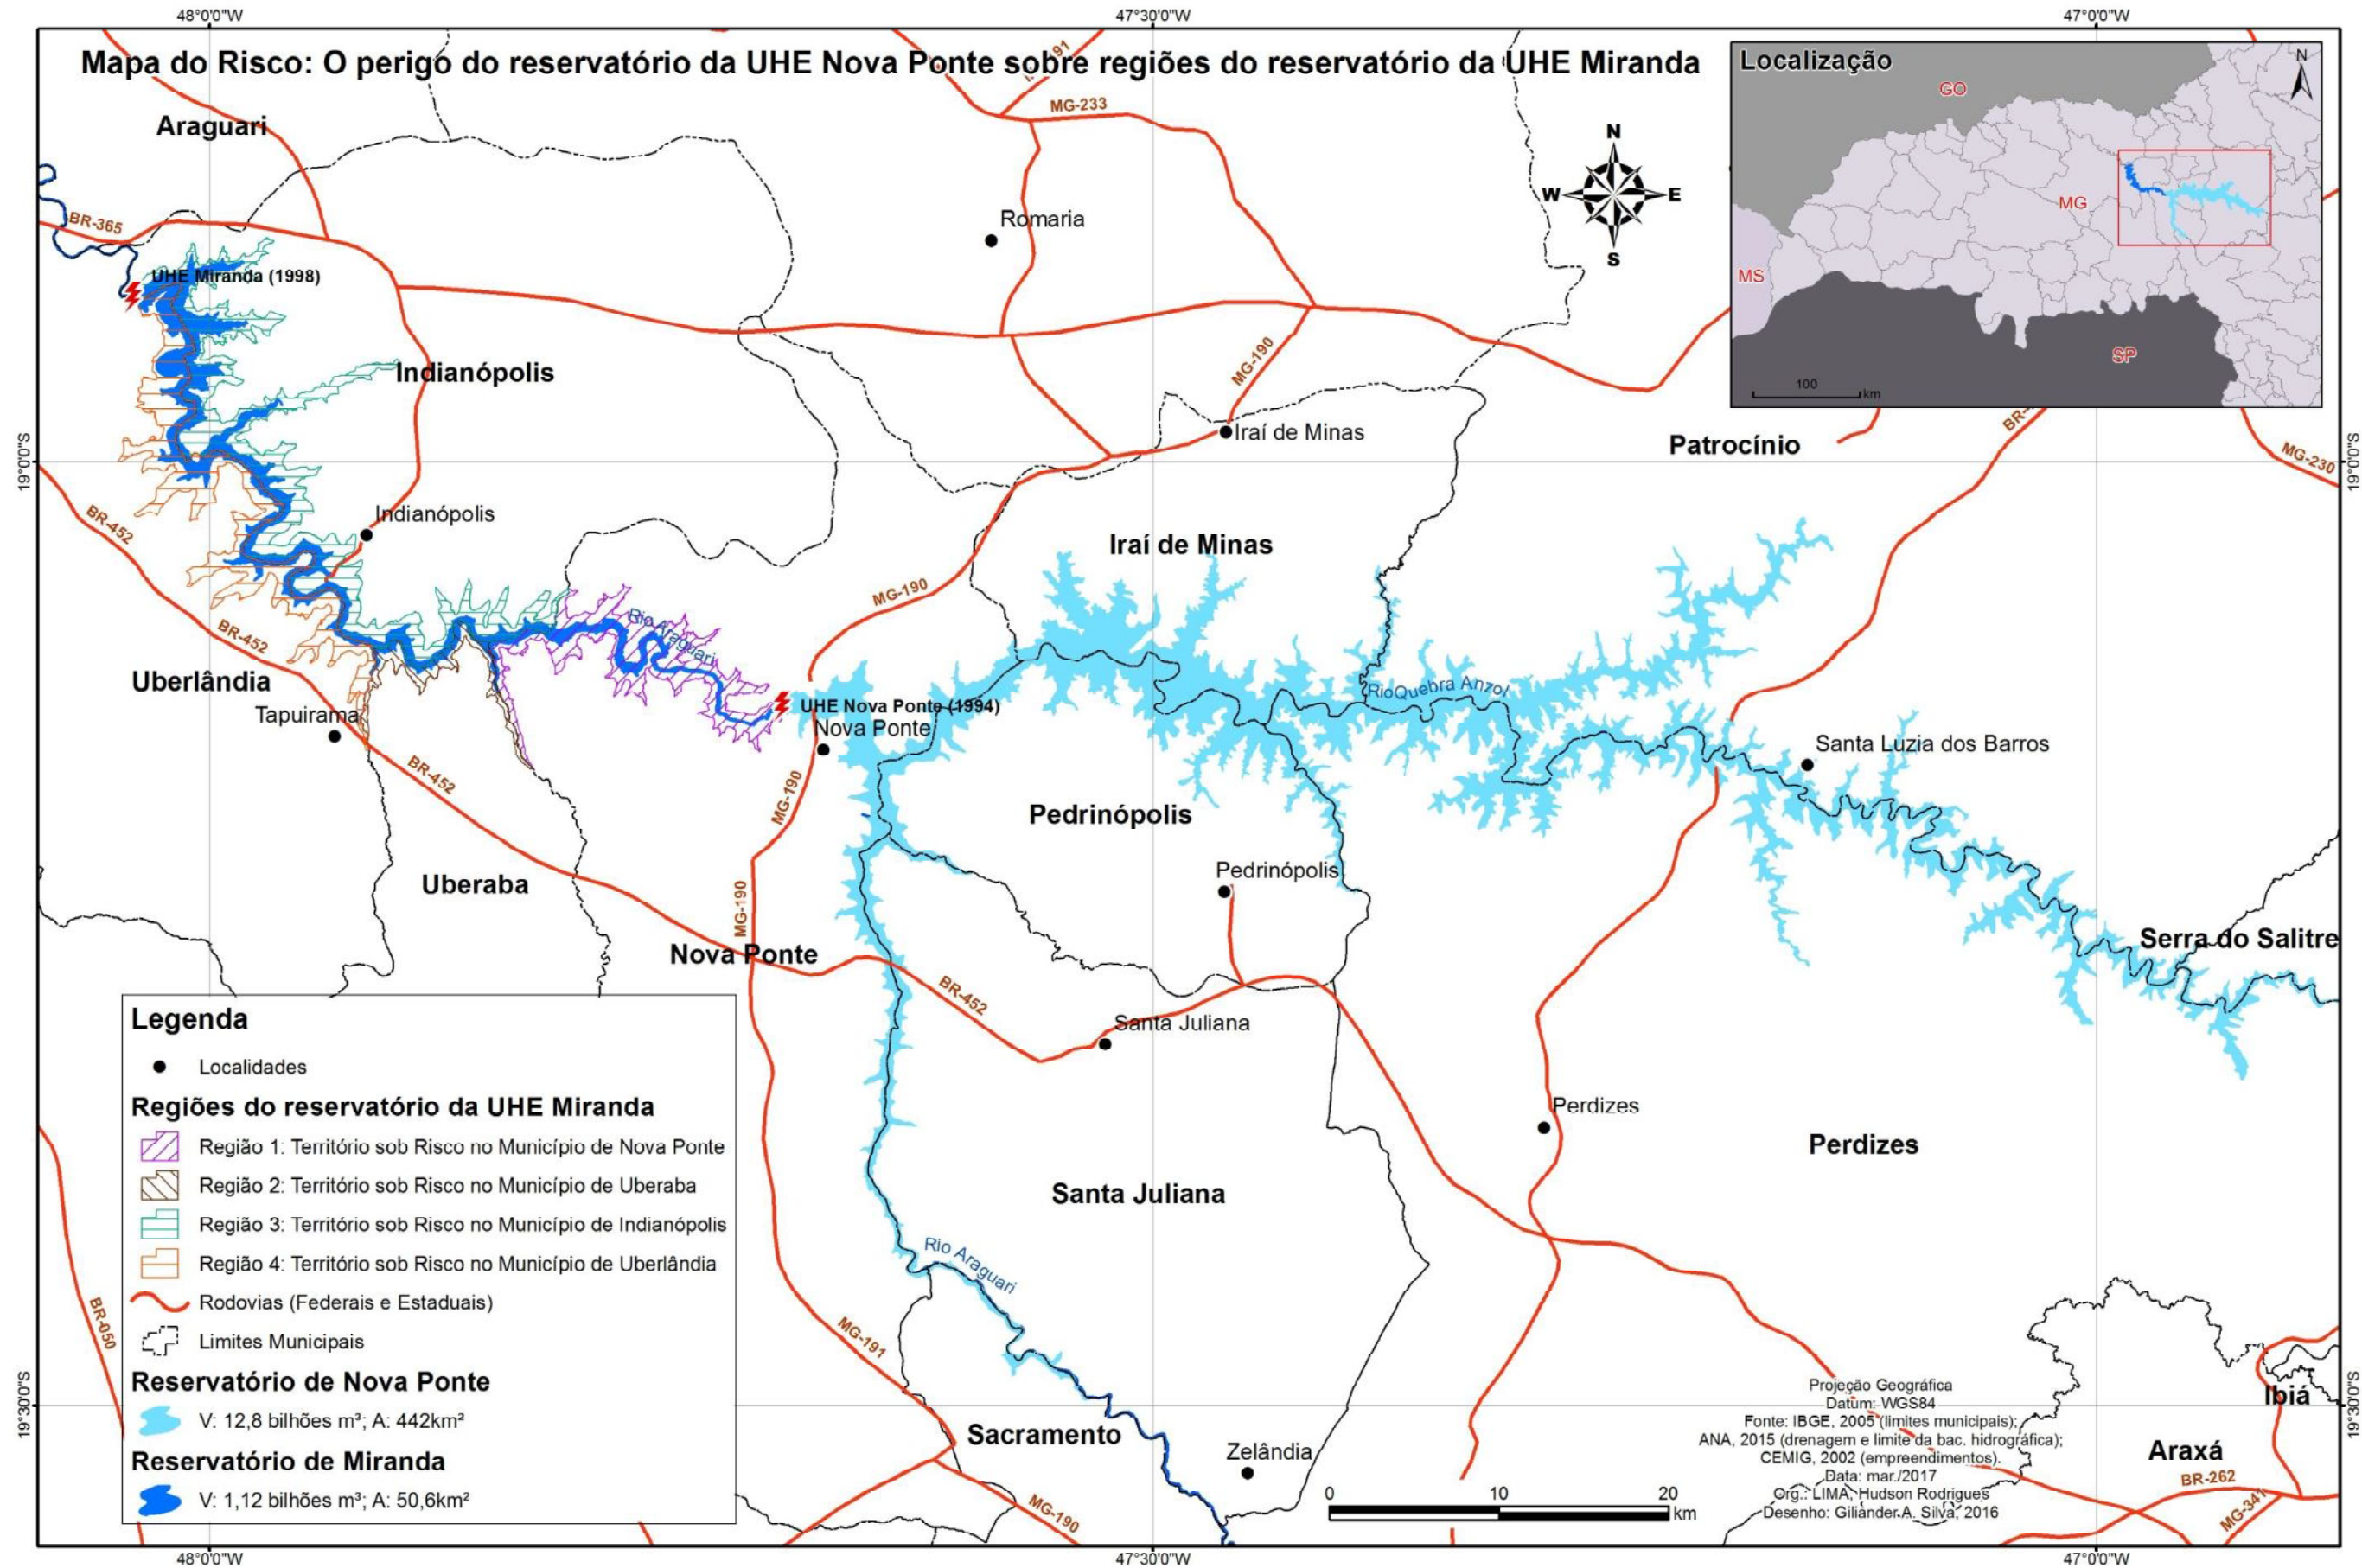 48°0'0"W
47°30'0"W
47°0'0"W
Mapa do Risco: O perigo do reservatório da UHE Nova Ponte sobre regiões do reservatório da UHE Miranda
Localização
N
GO
MG
MS
SP
100
km
Araguari
MG-233
N
W
E
S
BR-365
Romaria
UHE Miranda (1998)
Indianópolis
MG-190
Iraí de Minas
Patrocínio
MG-230
19°0'0"S
19°0'0"S
BR-452
Indianópolis
Iraí de Minas
MG-190
BR-452
Rio Araguari
Uberlândia
Tapuirama
UHE Nova Ponte (1994)
Nova Ponte
RioQuebra Anzol
Santa Luzia dos Barros
BR-452
MG-190
Pedrinópolis
Pedrinópolis
Uberaba
MG-190
Nova Ponte
Serra do Salitre
BR-452
Santa Juliana
Perdizes
Perdizes
Santa Juliana
Rio Araguari
MG-191
BR-050
Sacramento
Zelândia
MG-190
Ibiá
Araxá
BR-262
MG-341
19°30'0"S
19°30'0"S
Legenda
Localidades
Regiões do reservatório da UHE Miranda
Região 1: Território sob Risco no Município de Nova Ponte
Região 2: Território sob Risco no Município de Uberaba
Região 3: Território sob Risco no Município de Indianópolis
Região 4: Território sob Risco no Município de Uberlândia
Rodovias (Federais e Estaduais)
Limites Municipais
Reservatório de Nova Ponte
V: 12,8 bilhões m³; A: 442km²
Reservatório de Miranda
V: 1,12 bilhões m³; A: 50,6km²
Projeção Geográfica
Datum: WGS84
Fonte: IBGE, 2005 (limites municipais);
ANA, 2015 (drenagem e limite da bac. hidrográfica);
CEMIG, 2002 (empreendimentos).
Data: mar./2017
Org.: LIMA, Hudson Rodrigues
Desenho: Giliander A. Silva, 2016
0 10 20
km
48°0'0"W
47°30'0"W
47°0'0"W